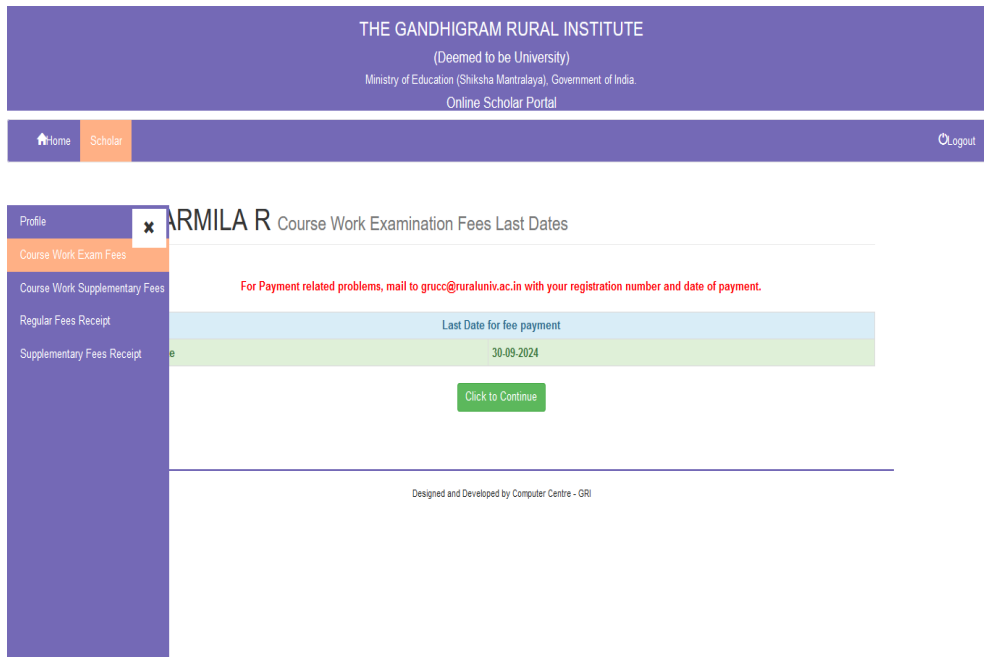 THE GANDHIGRAM RURAL INSTITUTE
(Deemed to be University)
Ministry of Education (Shiksha Mantralaya), Government of India.
Online Scholar Portal
Home Scholar Logout
Profile
ARMILA R Course Work Examination Fees Last Dates
Course Work Exam Fees
Course Work Supplementary Fees
For Payment related problems, mail to grucc@ruraluniv.ac.in with your registration number and date of payment.
Regular Fees Receipt
Last Date for fee payment
Supplementary Fees Receipt
e 30-09-2024
Click to Continue
Designed and Developed by Computer Centre - GRI